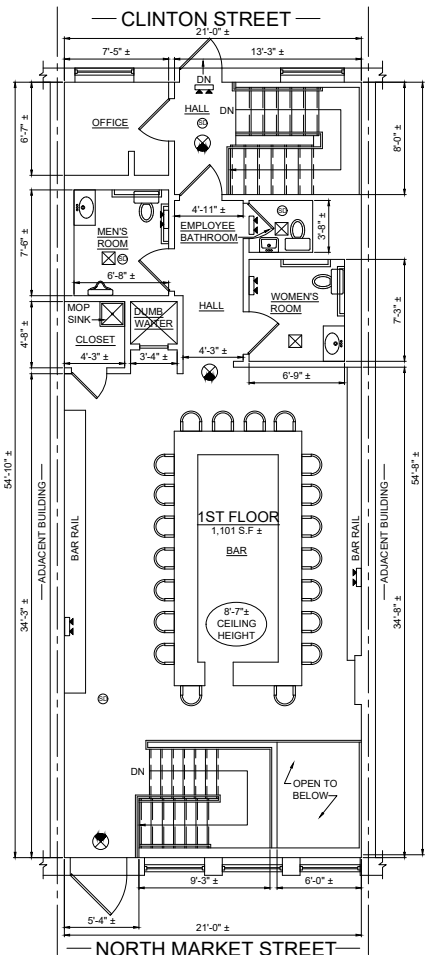 CLINTON STREET
21'-0" ±
7'-5" ±
13'-3" ±
DN
HALL
DN
OFFICE
SD
6'-7" ±
8'-0" ±
4'-11" ±
SD
EMPLOYEE
BATHROOM
3'-8" ±
MEN'S
ROOM
SD
7'-6" ±
6'-8" ±
WOMEN'S
ROOM
7'-3" ±
MOP
SINK
DUMB
WAITER
HALL
CLOSET
4'-8" ±
4'-3" ±
3'-4" ±
4'-3" ±
6'-9" ±
54'-10" ±
ADJACENT BUILDING
34'-3" ±
BAR RAIL
1ST FLOOR
1,101 S.F ±
BAR
8'-7"±
CEILING
HEIGHT
BAR RAIL
ADJACENT BUILDING
34'-8" ±
54'-8" ±
SD
DN
OPEN TO
BELOW
9'-3" ±
6'-0" ±
5'-4" ±
21'-0" ±
NORTH MARKET STREET